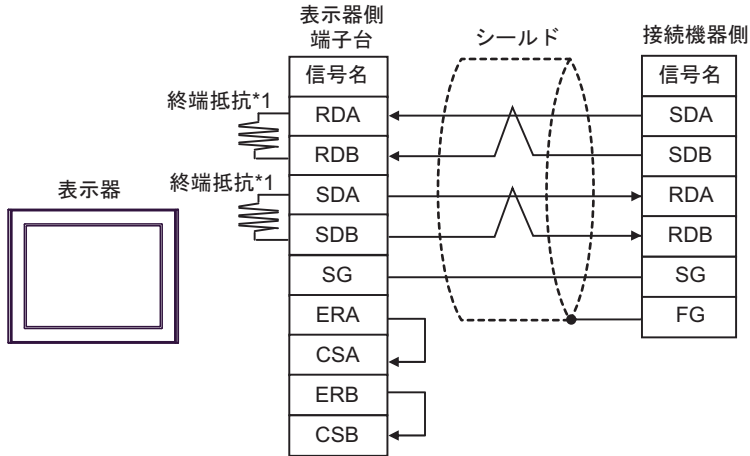 表示器側
端子台
シールド
接続機器側
信号名
信号名
終端抵抗*1
RDA
SDA
RDB
SDB
表示器
終端抵抗*1
SDA
RDA
SDB
RDB
SG
SG
ERA
FG
CSA
ERB
CSB